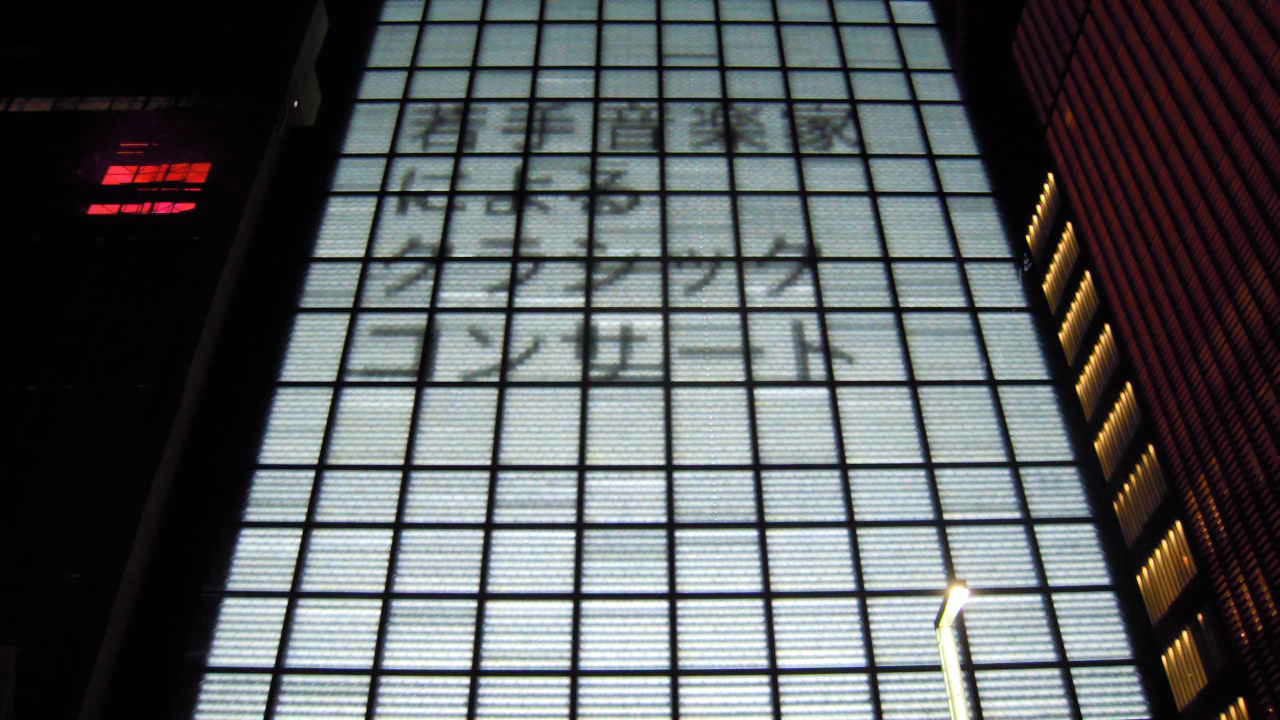 若手音楽家
による
クラシック
コンサート